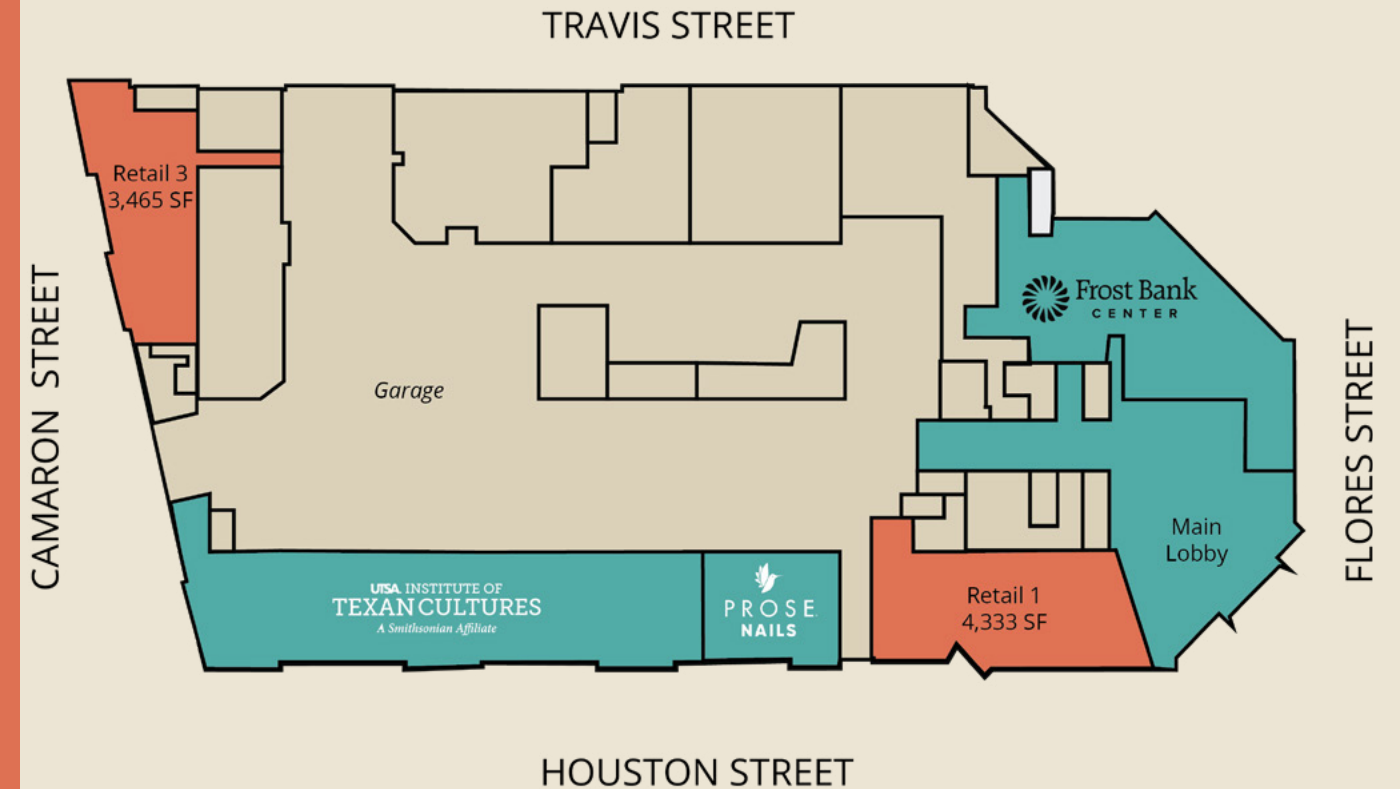 TRAVIS STREET
Retail 3
3,465 SF
Frost Bank
CENTER
CAMARON STREET
FLORES STREET
Garage
Main
Lobby
UTSA. INSTITUTE OF
TEXAN CULTURES
A Smithsonian Affiliate
PROSE
NAILS
Retail 1
4,333 SF
HOUSTON STREET